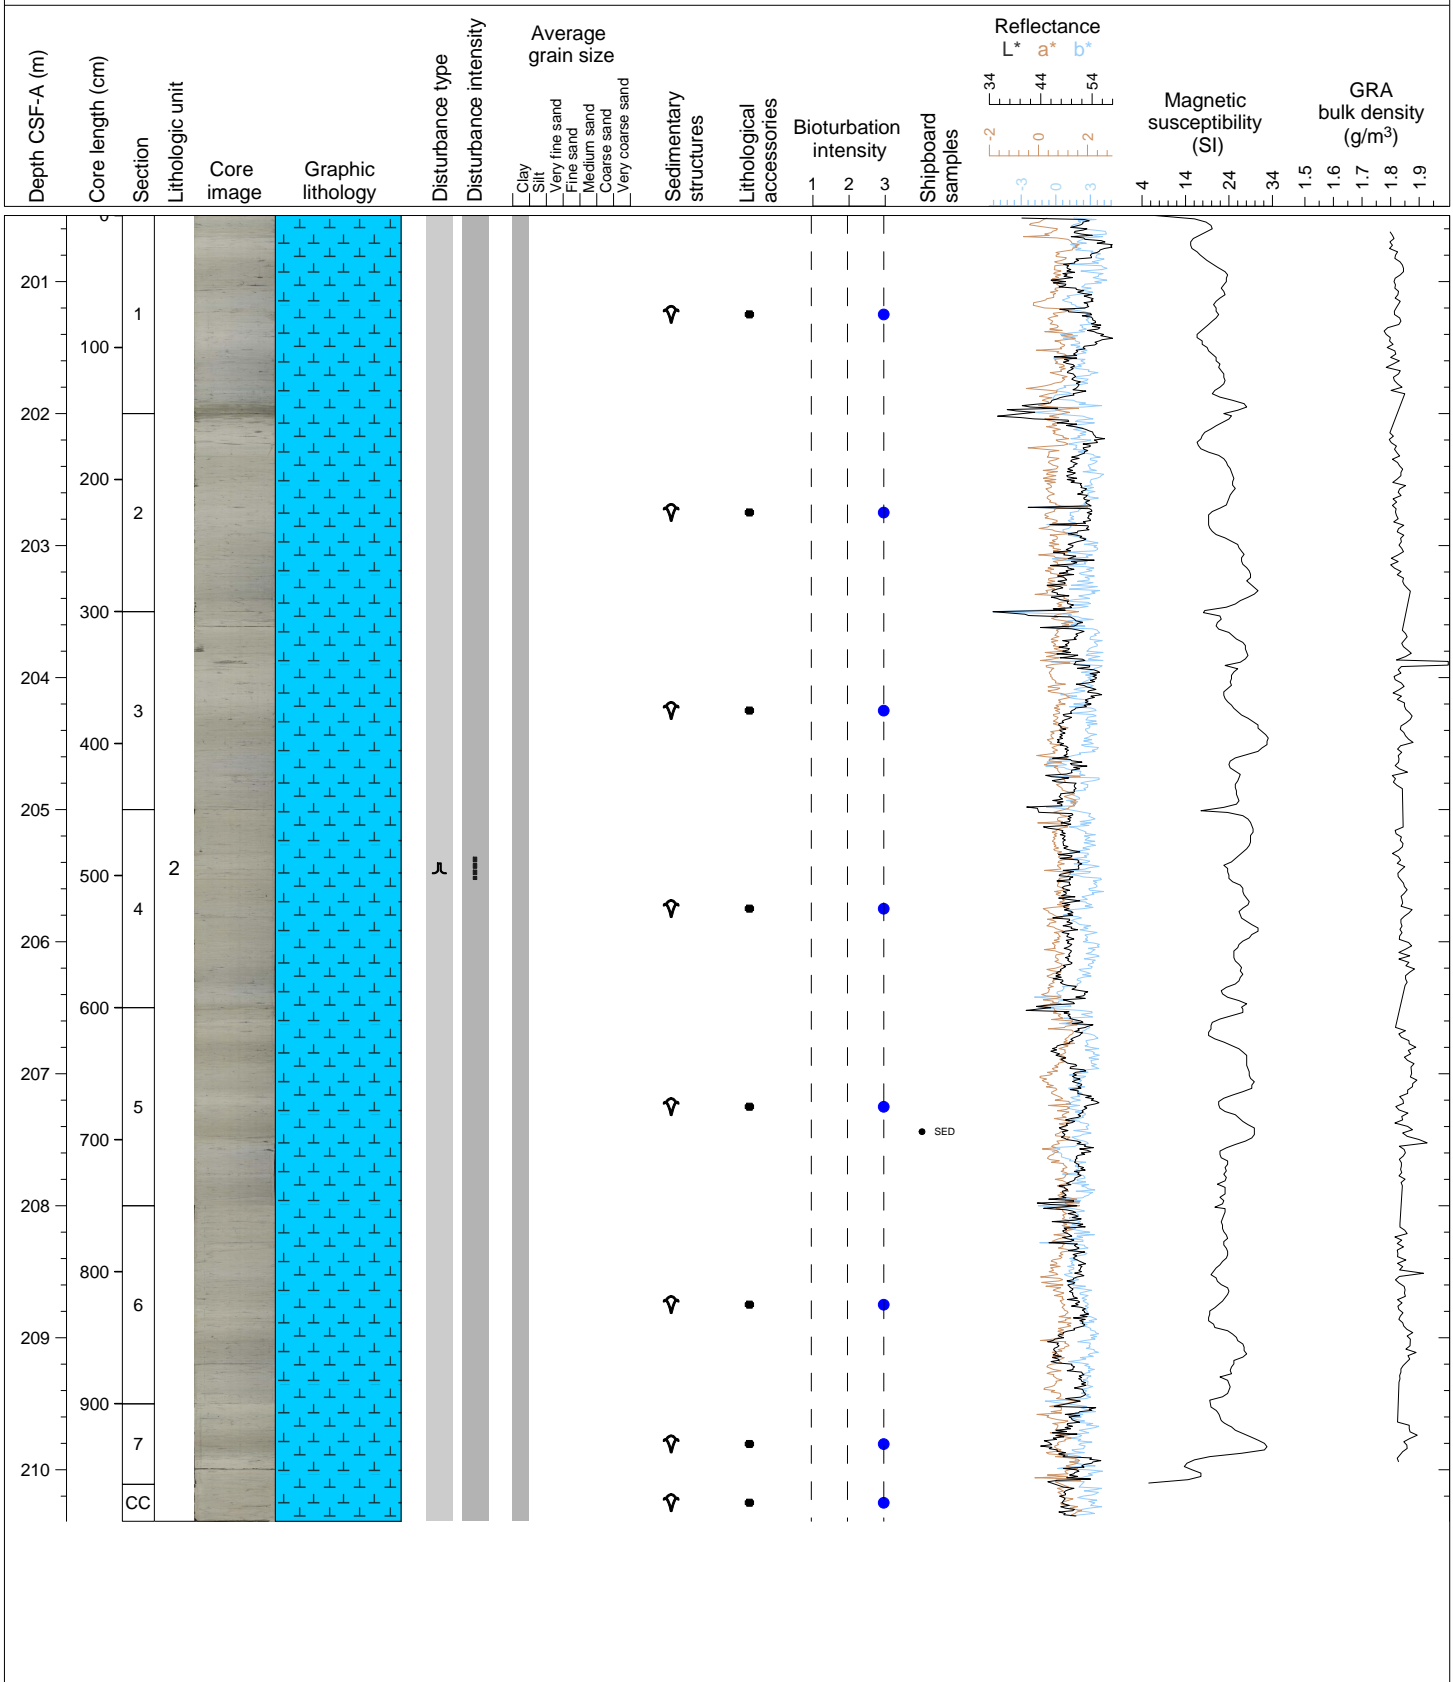 Depth CSF-A (m)
Core length (cm)
Section
Lithologic unit
Core
image
Graphic
lithology
Disturbance type
Disturbance intensity
Average
grain size
Clay
Silt
Very fine sand
Fine sand
Medium sand
Coarse sand
Very coarse sand
Sedimentary
structures
Lithological
accessories
Bioturbation
intensity
1 2 3
Shipboard
samples
Reflectance
L* a* b*
34 44 54
-2 0 2
-3 0 3
Magnetic
susceptibility
(SI)
4 14 24 34
GRA
bulk density
(g/m3)
1.5 1.6 1.7 1.8 1.9
0
201
1
100
202
200
2
203
300
204
3
400
205
2
500
4
206
600
207
5
700
SED
208
800
6
209
900
7
210
CC